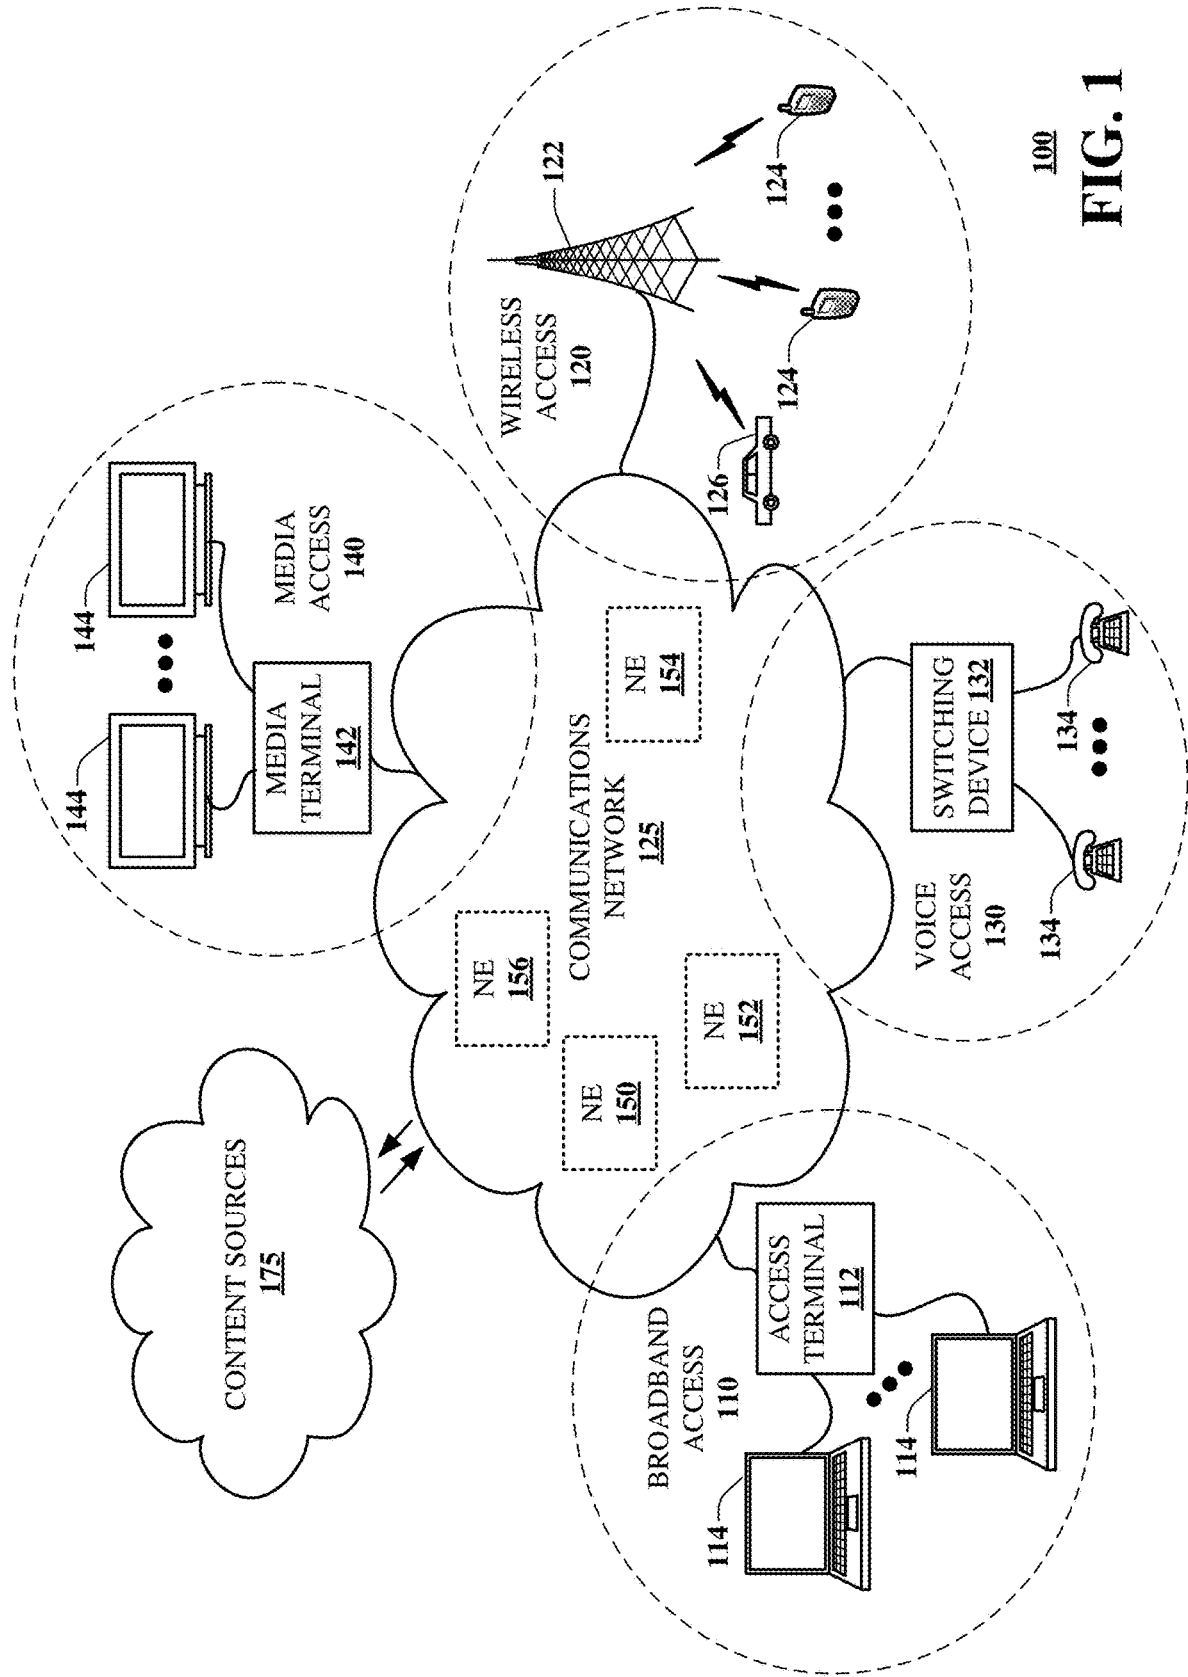 CONTENT SOURCES
175
144
144
MEDIA
TERMINAL
142
MEDIA
ACCESS
140
WIRELESS
ACCESS
120
122
124
124
126
NE
156
NE
150
NE
152
NE
154
COMMUNICATIONS
NETWORK
125
BROADBAND
ACCESS
110
ACCESS
TERMINAL
112
114
114
VOICE
ACCESS
130
SWITCHING
DEVICE 132
134
134
100
FIG. 1